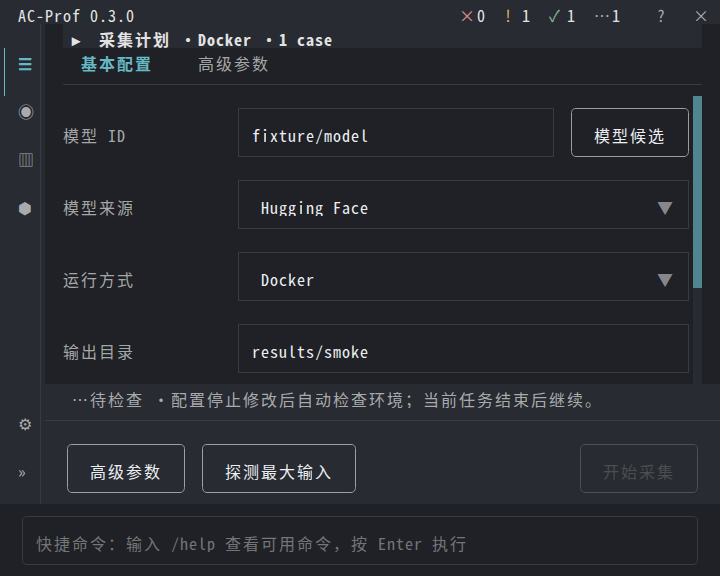 AC-Prof 0.3.0 ✕0 ! 1 ✓ 1 …1 ? ✕
▶ 采集计划 •Docker •1 case
基本配置 高级参数
模型 ID fixture/model 模型候选
模型来源 Hugging Face ▼
运行方式 Docker ▼
输出目录 results/smoke
…待检查 •配置停止修改后自动检查环境；当前任务结束后继续。
高级参数 探测最大输入 开始采集
»
快捷命令：输入 /help 查看可用命令，按 Enter 执行